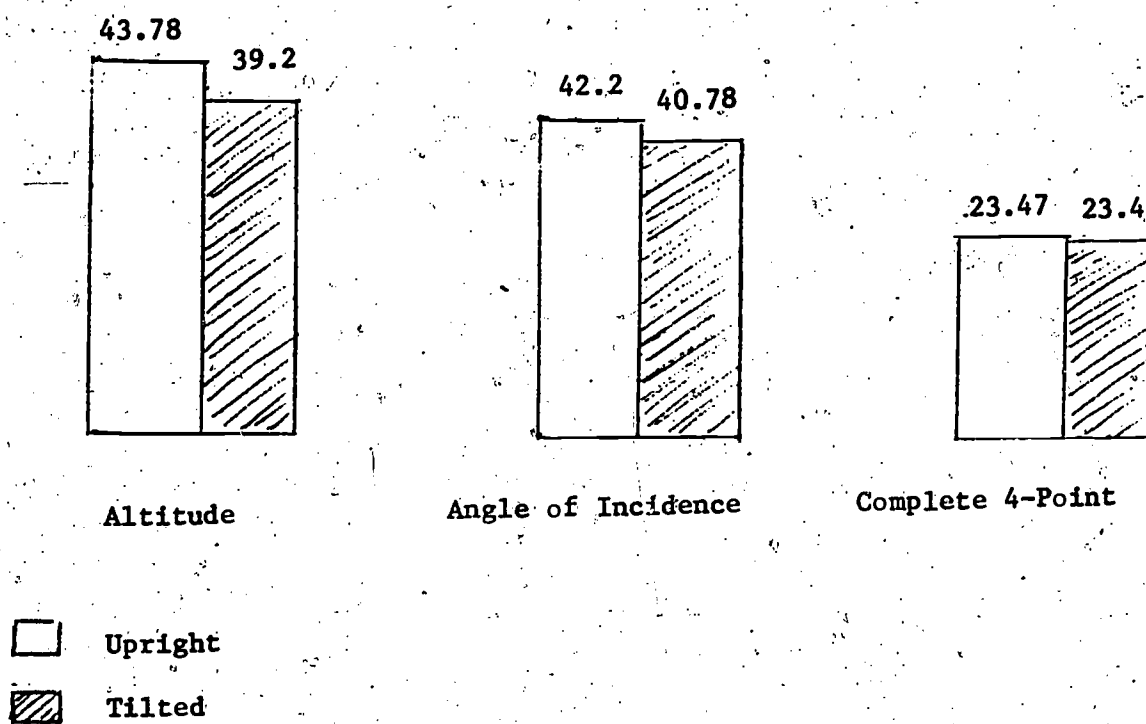 43.78
39.2
42.2
40.78
23.47 23.4
Altitude
Angle of Incidence
Complete 4-Point
Upright
Tilted